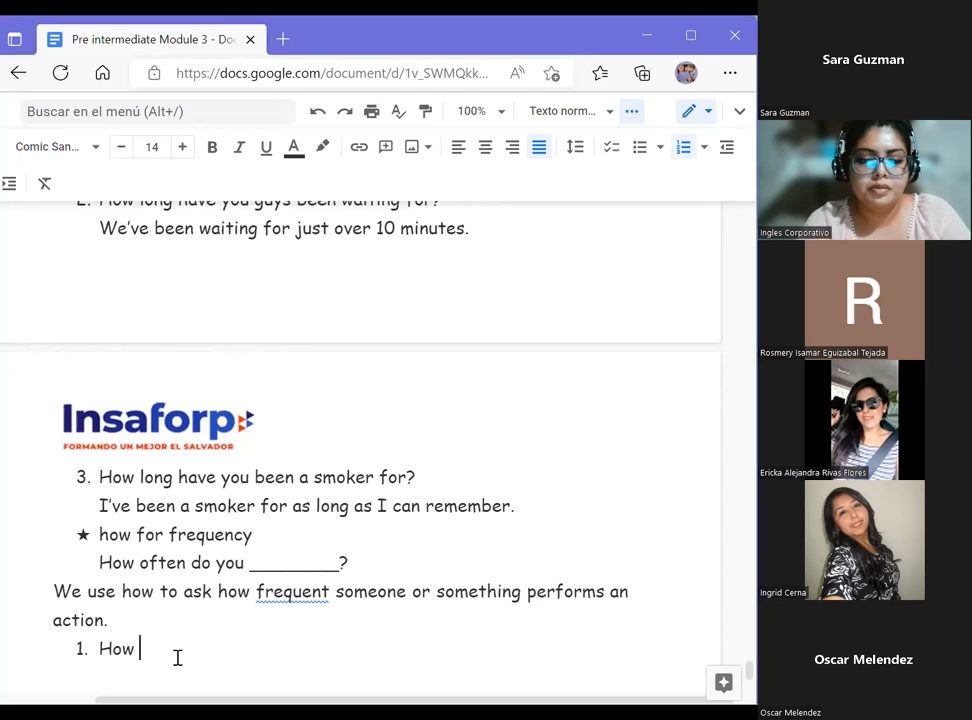 Pre intermediate Module 3 - Do
https://docs.google.com/document/d/1v_SWMQkk...
Buscar en el menú (Alt+/)
100%
Texto norm...
Comic San...
14
2. How long have you guys been waiting for?
We've been waiting for just over 10 minutes.
Insaforp
FORMANDO UN MEJOR EL SALVADOR
3. How long have you been a smoker for?
I've been a smoker for as long as I can remember.
★ how for frequency
How often do you ________?
We use how to ask how frequent someone or something performs an
action.
1. How
Sara Guzman
Sara Guzman
Ingles Corporativo
R
Rosmery Isamar Eguizabal Tejada
Ericka Alejandra Rivas Flores
Ingrid Cerna
Oscar Melendez
Oscar Melendez